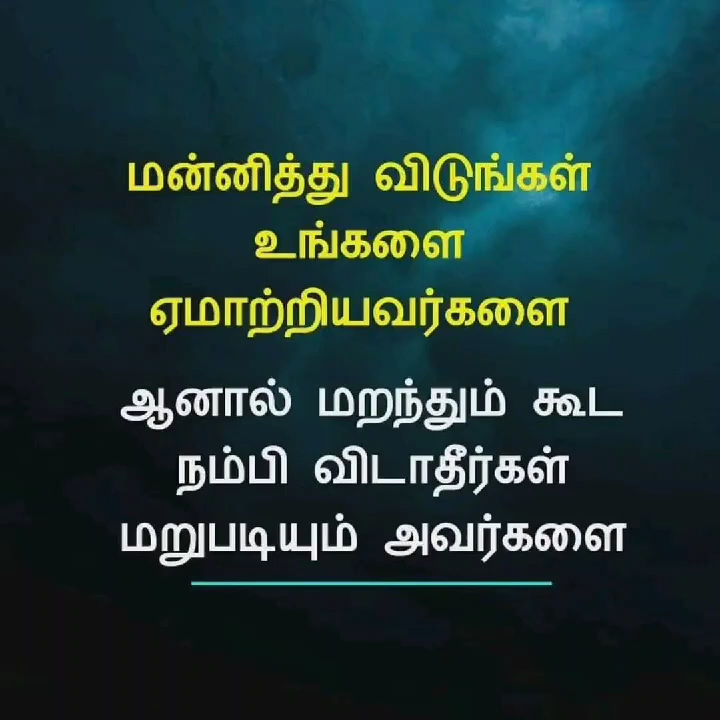 மன்னித்து விடுங்கள்
உங்களை
ஏமாற்றியவர்களை
ஆனால் மறந்தும் கூட
நம்பி விடாதீர்கள்
மறுபடியும் அவர்களை